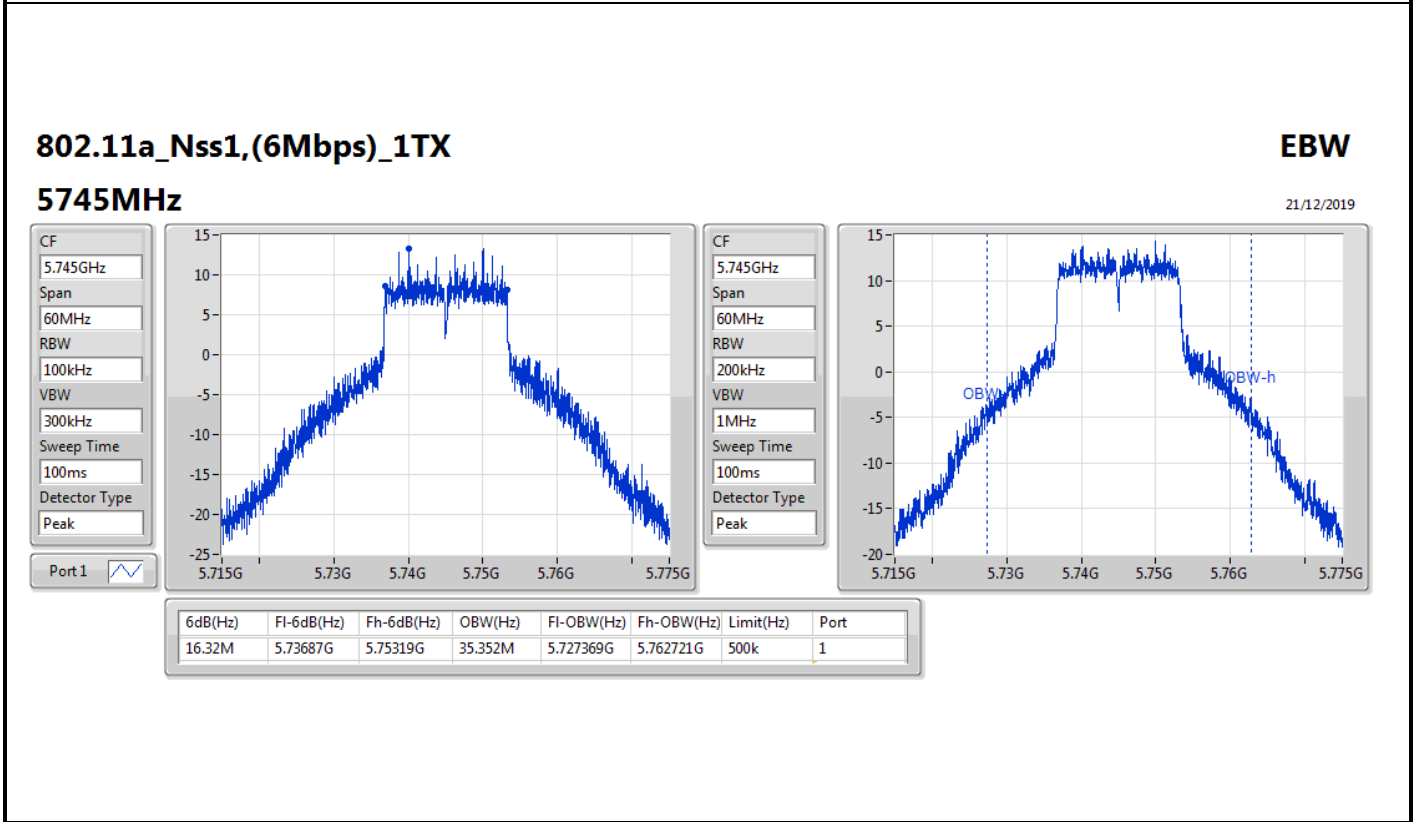 802.11a_Nss1,(6Mbps)_1TX
EBW
5745MHz
21/12/2019
CF
5.745GHz
Span
60MHz
RBW
100kHz
VBW
300kHz
Sweep Time
100ms
Detector Type
Peak
Port 1
15
10
5
0
-5
-10
-15
-20
-25
5.715G 5.73G 5.74G 5.75G 5.76G 5.775G
CF
5.745GHz
Span
60MHz
RBW
200kHz
VBW
1MHz
Sweep Time
100ms
Detector Type
Peak
15
10
5
0
-5
-10
-15
-20
OBW
OBW-h
5.715G 5.73G 5.74G 5.75G 5.76G 5.775G
6dB(Hz) Fl-6dB(Hz) Fh-6dB(Hz) OBW(Hz) Fl-OBW(Hz) Fh-OBW(Hz) Limit(Hz) Port
16.32M 5.73687G 5.75319G 35.352M 5.727369G 5.762721G 500k 1